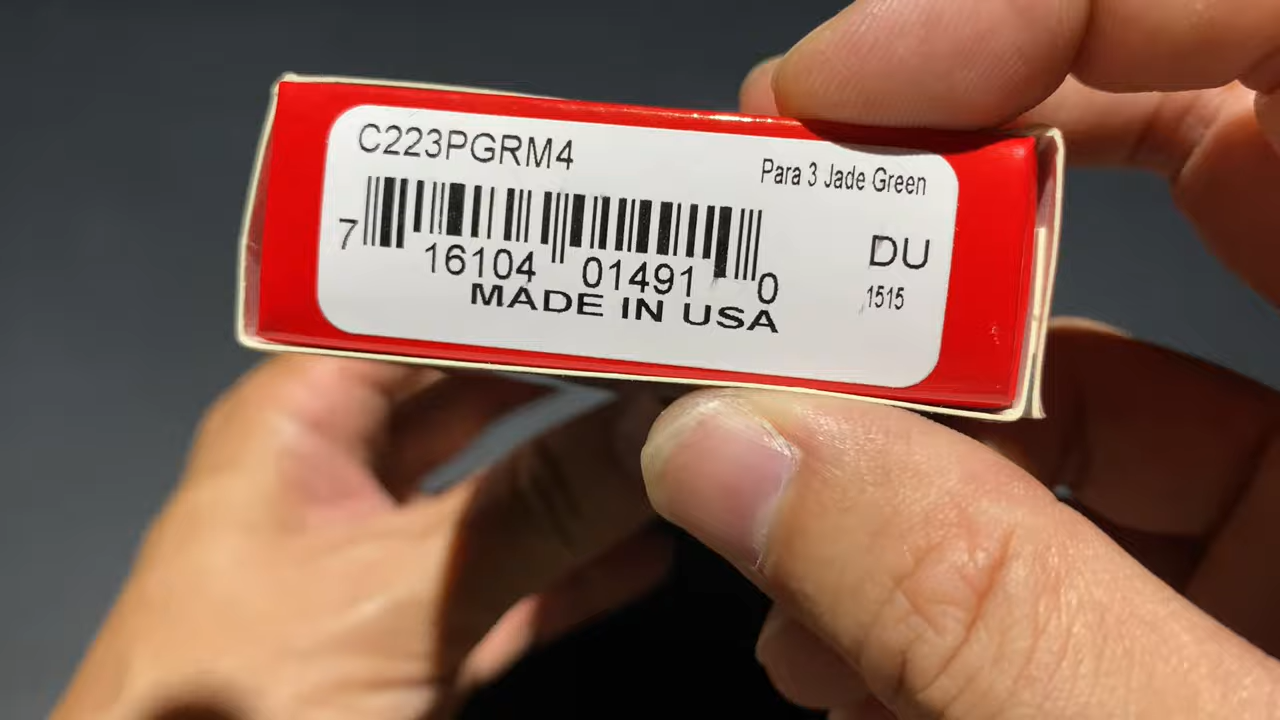 C223PGRM4
Para 3 Jade Green
7 16104 01491 0
DU
MADE IN USA
1515